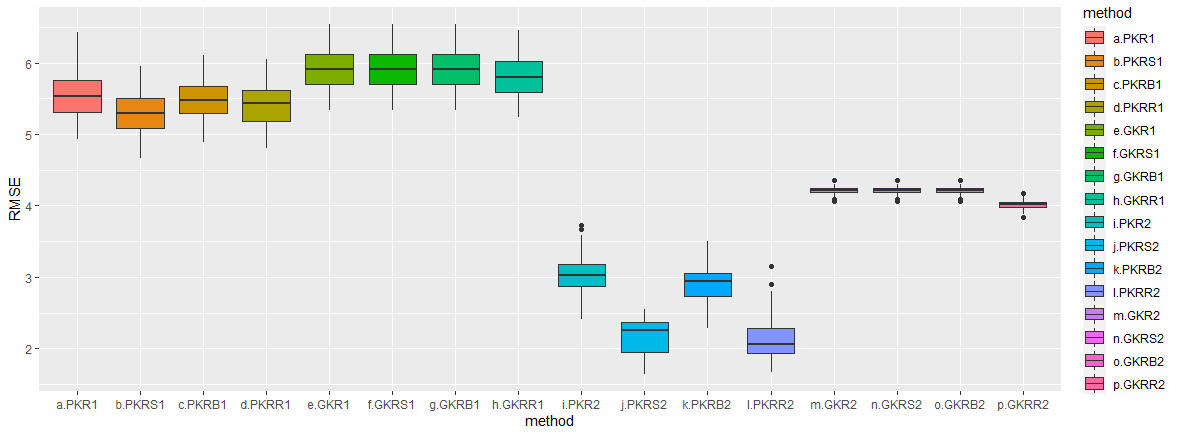 RMSE
6
5
4
3
2
a.PKR1 b.PKRS1 c.PKRB1 d.PKRR1 e.GKR1 f.GKRS1 g.GKRB1 h.GKRR1 i.PKR2 j.PKRS2 k.PKRB2 l.PKRR2 m.GKR2 n.GKRS2 o.GKRB2 p.GKRR2
method
method
a.PKR1
b.PKRS1
c.PKRB1
d.PKRR1
e.GKR1
f.GKRS1
g.GKRB1
h.GKRR1
i.PKR2
j.PKRS2
k.PKRB2
l.PKRR2
m.GKR2
n.GKRS2
o.GKRB2
p.GKRR2